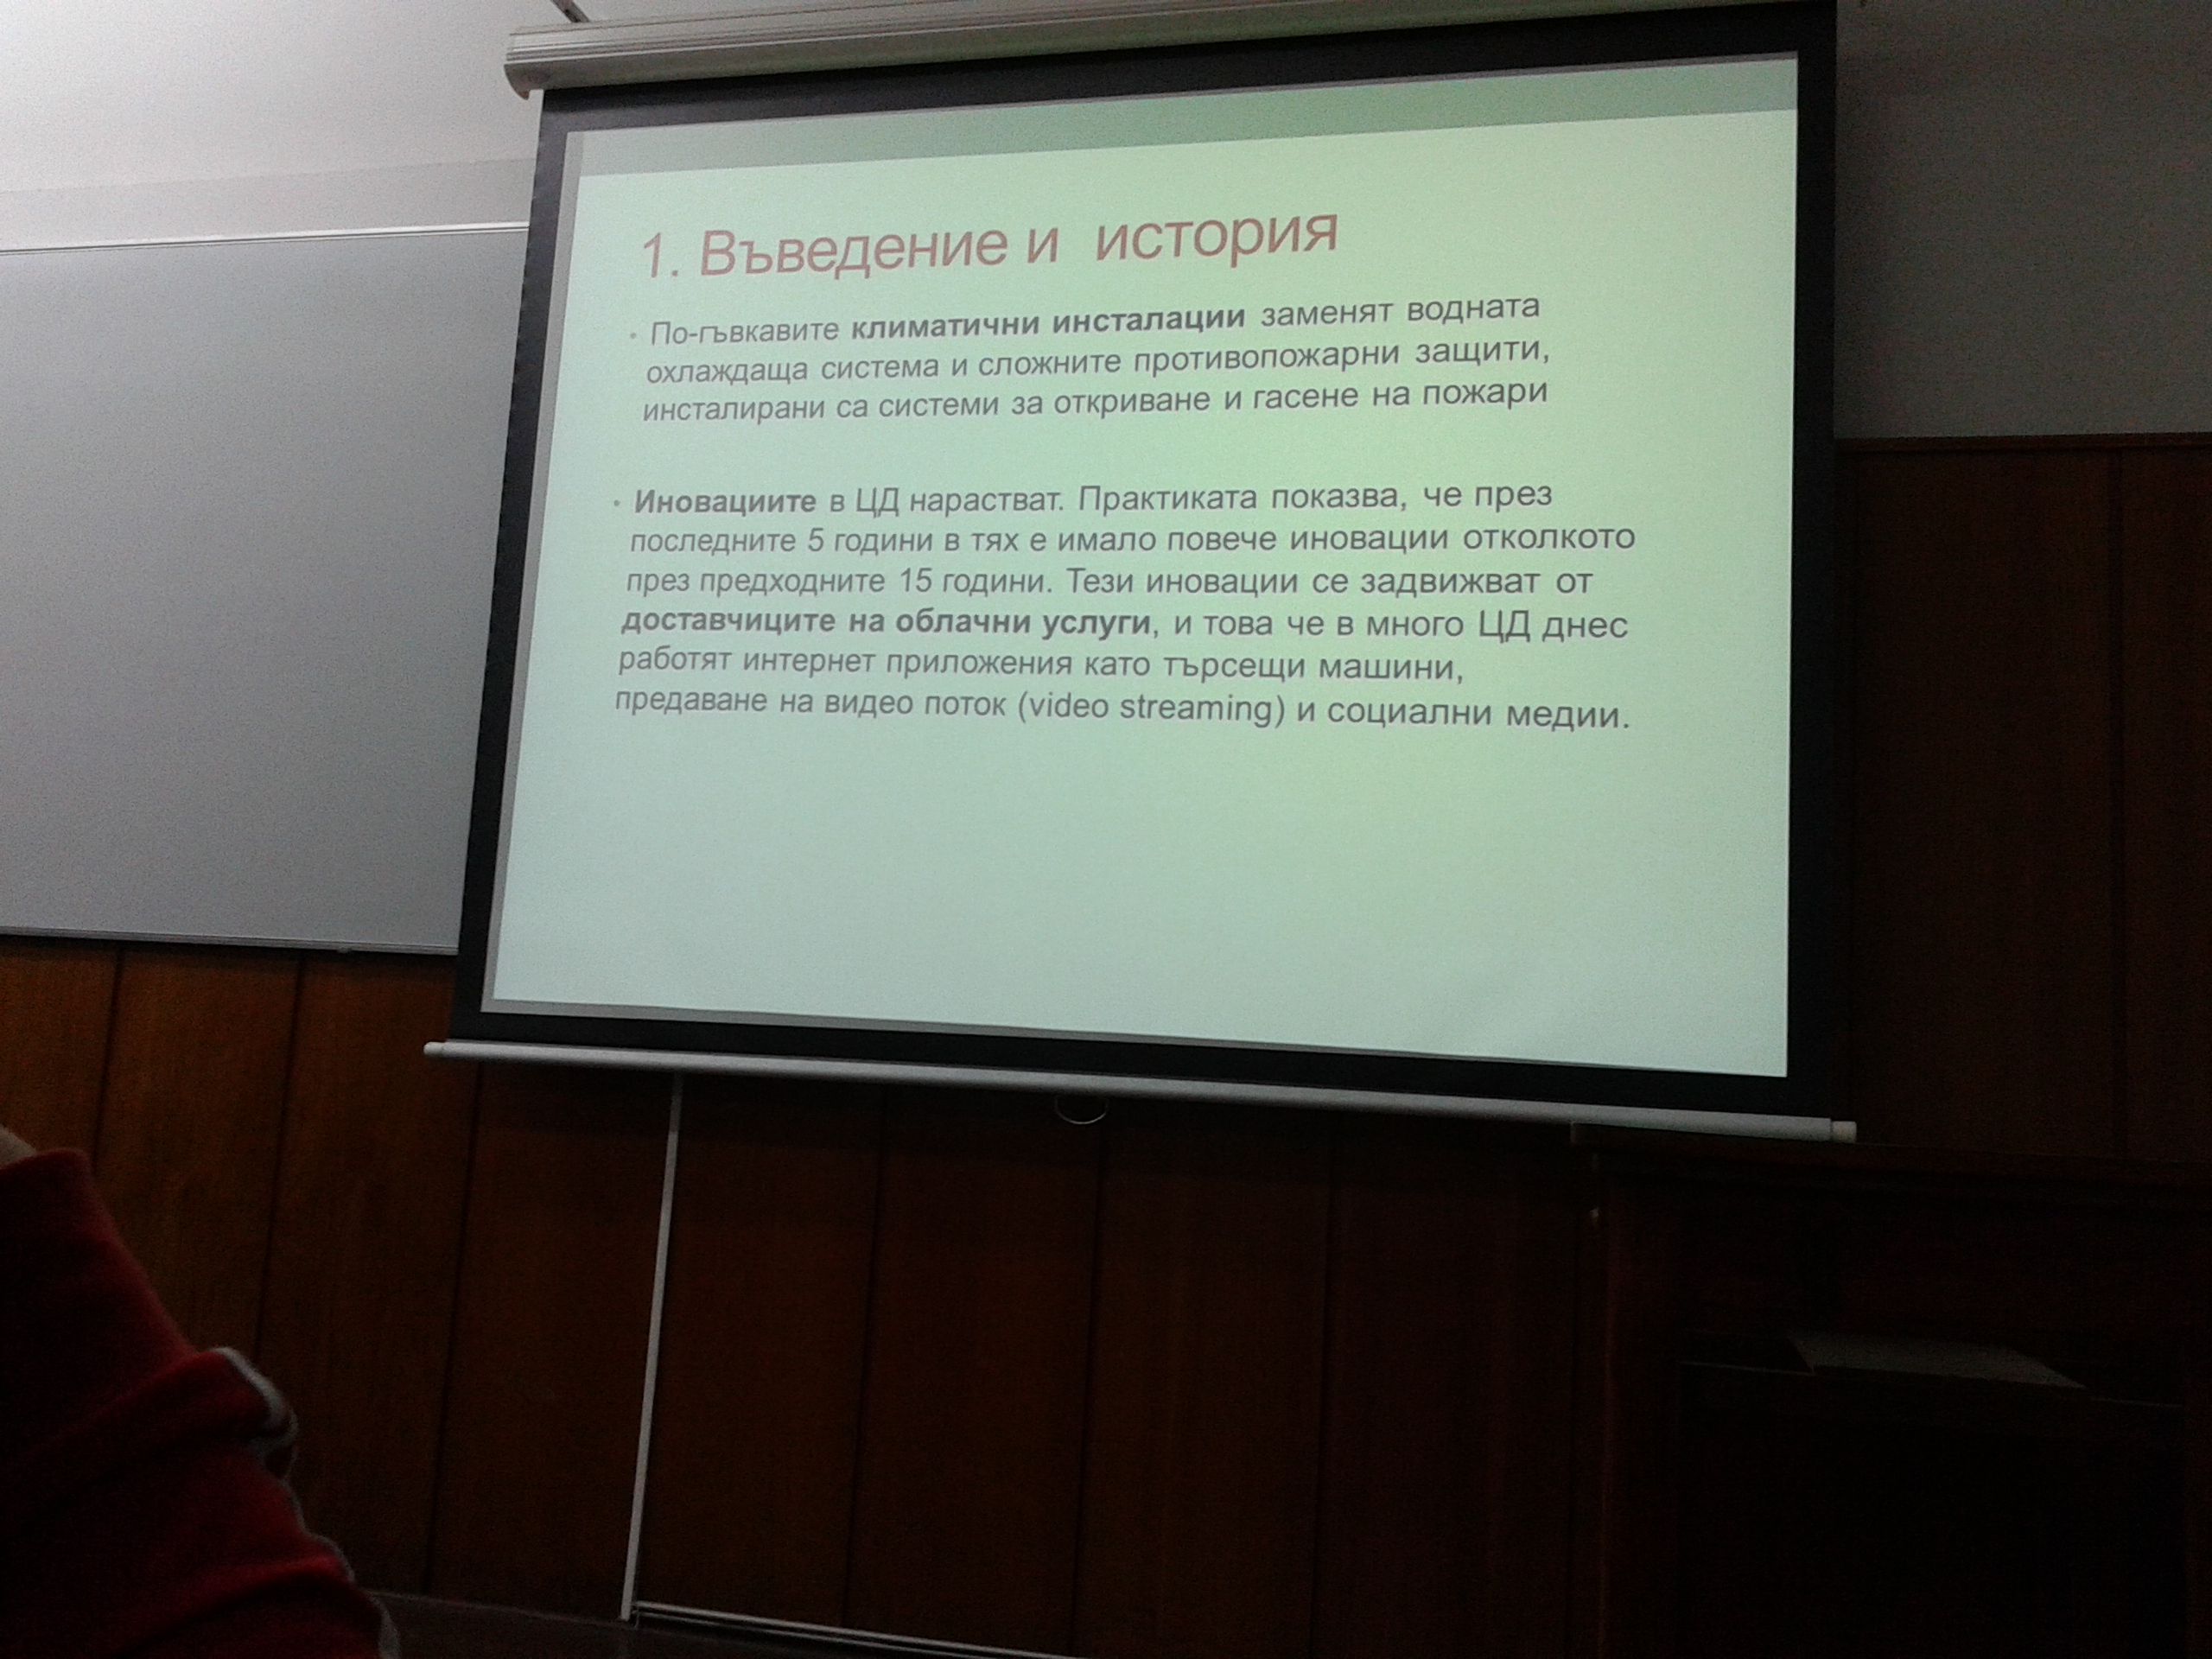 1. Въведение и история
• По-гъвкавите климатични инсталации заменят водната
охлаждаща система и сложните противопожарни защити,
инсталирани са системи за откриване и гасене на пожари
• Иновациите в ЦД нарастват. Практиката показва, че през
последните 5 години в тях е имало повече иновации отколкото
през предходните 15 години. Тези иновации се задвижват от
доставчиците на облачни услуги, и това че в много ЦД днес
работят интернет приложения като търсещи машини,
предаване на видео поток (video streaming) и социални медии.